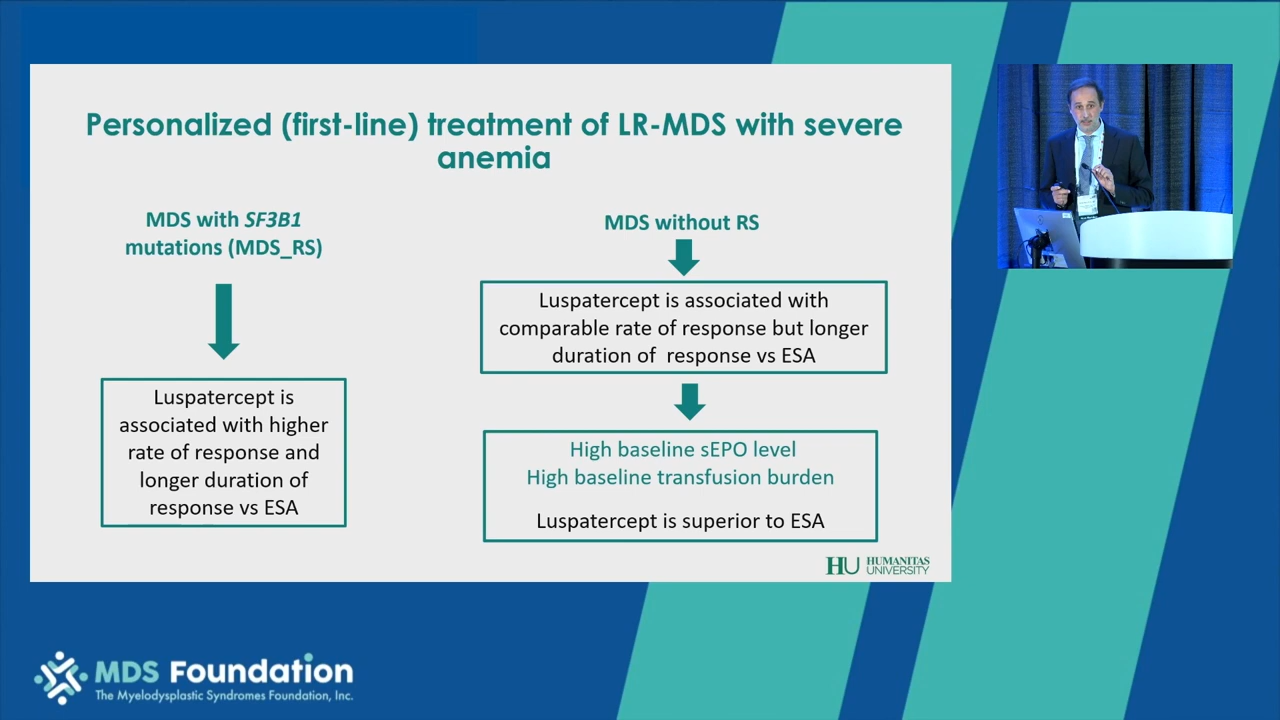 Personalized (first-line) treatment of LR-MDS with severe
anemia
MDS with SF3B1
mutations (MDS_RS)
Luspatercept is
associated with higher
rate of response and
longer duration of
response vs ESA
MDS without RS
Luspatercept is associated with
comparable rate of response but longer
duration of response vs ESA
High baseline sEPO level
High baseline transfusion burden
Luspatercept is superior to ESA
HU HUMANITAS
UNIVERSITY
MDS Foundation
The Myelodysplastic Syndromes Foundation, Inc.